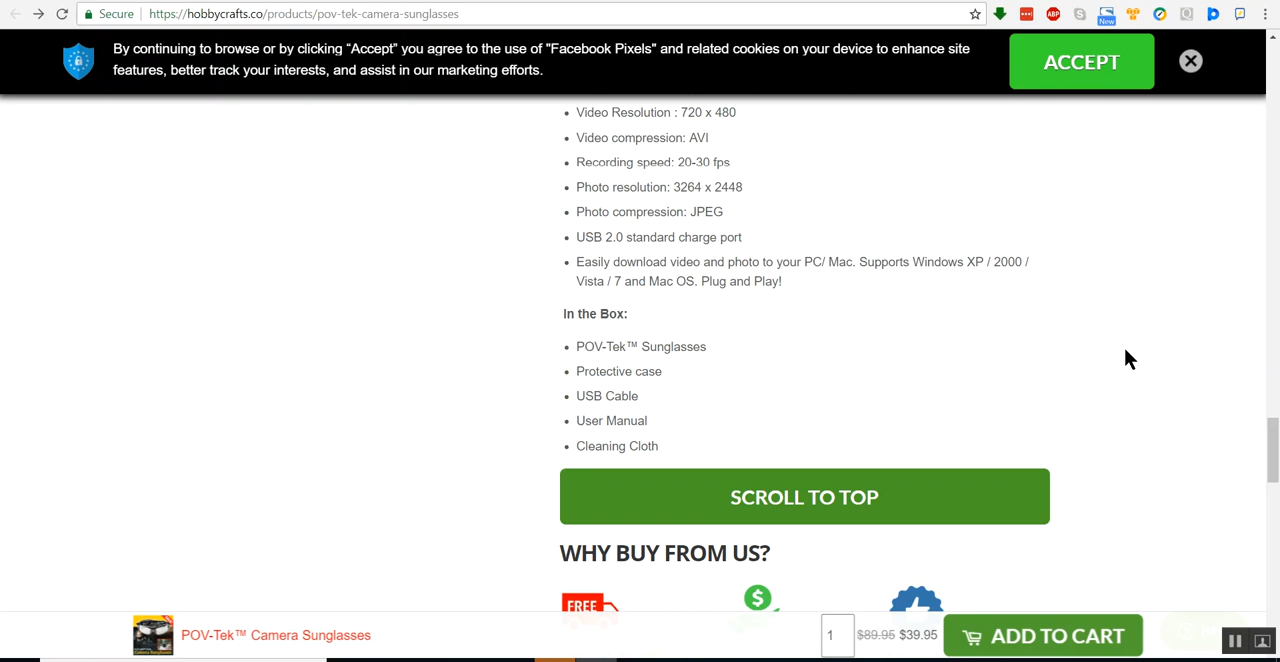 Secure
https://hobbycrafts.co/products/pov-tek-camera-sunglasses
ABP
New
By continuing to browse or by clicking “Accept” you agree to the use of "Facebook Pixels" and related cookies on your device to enhance site
features, better track your interests, and assist in our marketing efforts.
ACCEPT
• Video Resolution : 720 x 480
• Video compression: AVI
• Recording speed: 20-30 fps
• Photo resolution: 3264 x 2448
• Photo compression: JPEG
• USB 2.0 standard charge port
• Easily download video and photo to your PC/ Mac. Supports Windows XP / 2000 /
Vista / 7 and Mac OS. Plug and Play!
In the Box:
• POV-Tek™ Sunglasses
• Protective case
• USB Cable
• User Manual
• Cleaning Cloth
SCROLL TO TOP
WHY BUY FROM US?
FREE
$
POV-Tek™ Camera Sunglasses
1
$89.95 $39.95
ADD TO CART